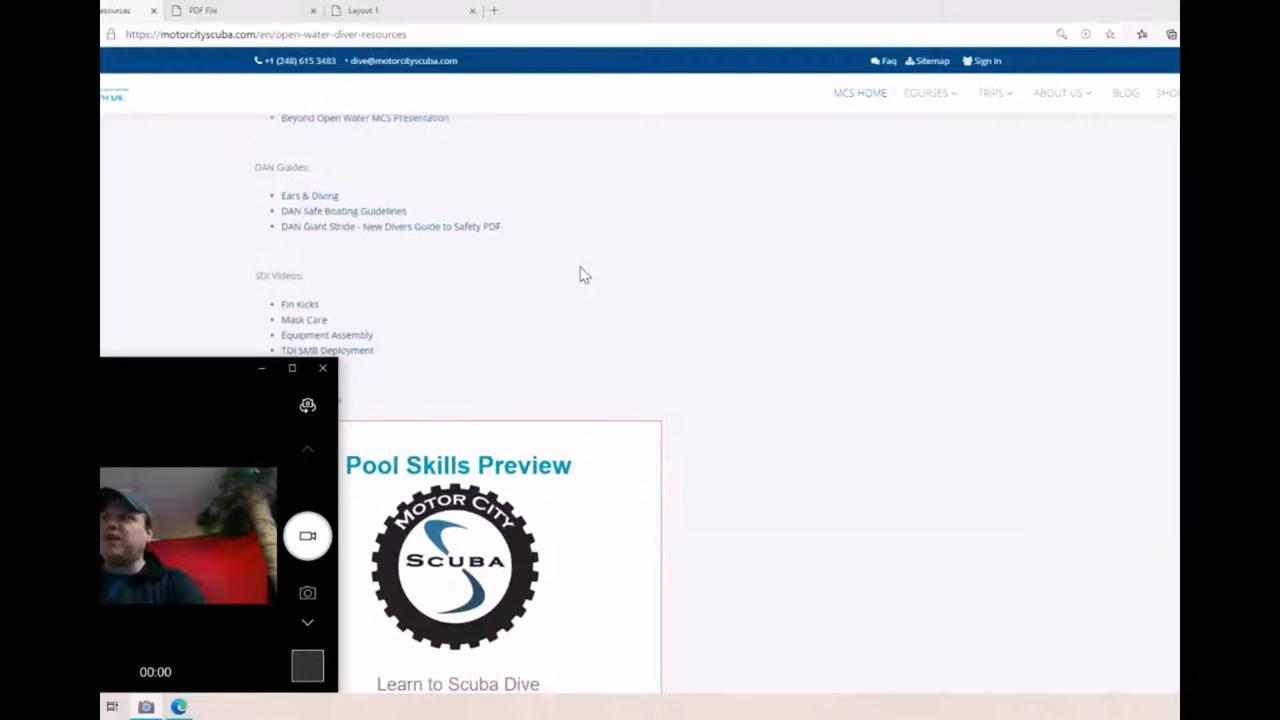 PDF File
Layout 1
https://motorcityscuba.com/en/open-water-diver-resources
+1 (248) 615 3483 • dive@motorcityscuba.com
Faq Sitemap Sign In
TH US
MCS HOME COURSES TRIPS ABOUT US BLOG
Beyond Open Water MCS Presentation
DAN Guides:
Ears & Diving
DAN Safe Boating Guidelines
DAN Giant Stride - New Divers Guide to Safety PDF
SDI Videos:
Fin Kicks
Mask Care
Equipment Assembly
TDI SMB Deployment
Pool Skills Preview
MOTOR CITY
SCUBA
Learn to Scuba Dive
00:00